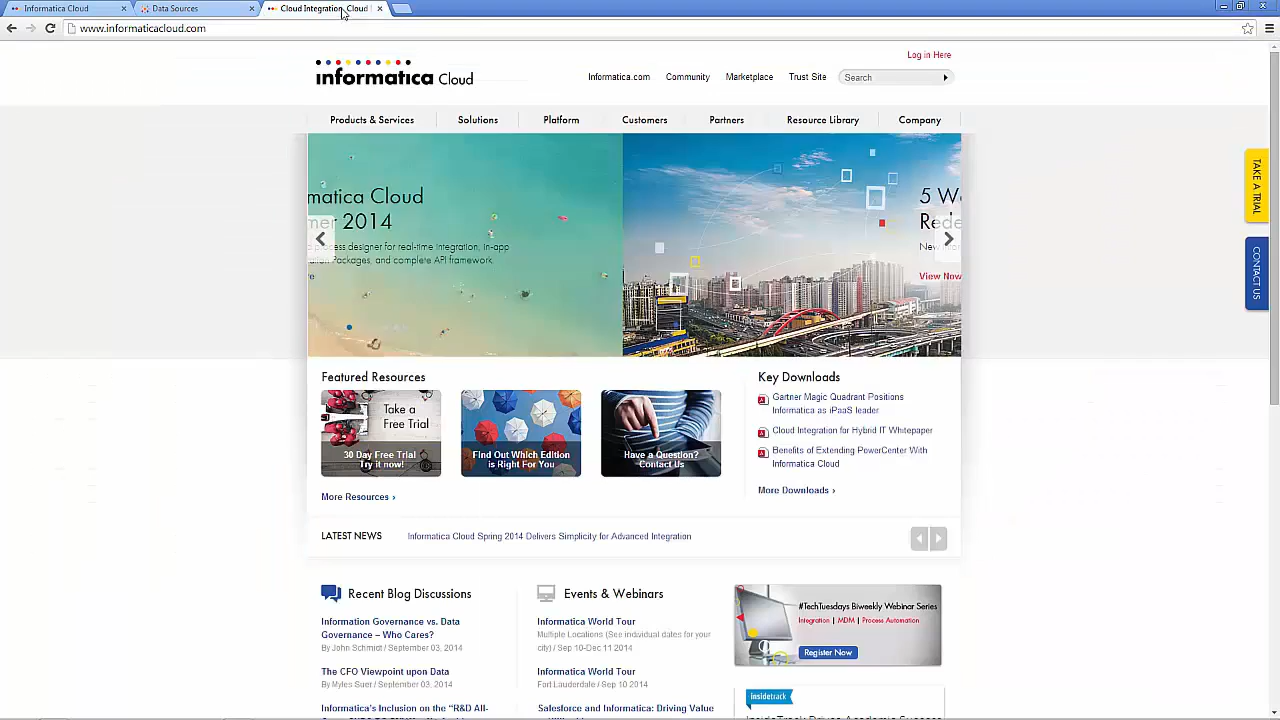 Informatica Cloud
Data Sources
Cloud Integration, Cloud
www.informaticacloud.com
Log in Here
informatica Cloud
Informatica.com
Community
Marketplace
Trust Site
Search
Products & Services
Solutions
Platform
Customers
Partners
Resource Library
Company
TAKE A TRIAL
CONTACT US
matica Cloud
mer 2014
process designer for real-time integration, in-app
ation Packages, and complete API framework.
5 W
Rede
View Now
Featured Resources
Take a
Free Trial
30 Day Free Trial
Try it now!
Find Out Which Edition
is Right For You
Have a Question?
Contact Us
More Resources ›
Key Downloads
Gartner Magic Quadrant Positions
Informatica as iPaaS leader
Cloud Integration for Hybrid IT Whitepaper
Benefits of Extending PowerCenter With
Informatica Cloud
More Downloads ›
LATEST NEWS
Informatica Cloud Spring 2014 Delivers Simplicity for Advanced Integration
Recent Blog Discussions
Information Governance vs. Data
Governance – Who Cares?
By John Schmidt / September 03, 2014
The CFO Viewpoint upon Data
By Myles Suer / September 03, 2014
Informatica's Inclusion on the "R&D All-
Events & Webinars
Informatica World Tour
Multiple Locations (See individual dates for your
city) / Sep 10-Dec 11 2014
Informatica World Tour
Fort Lauderdale / Sep 10 2014
Salesforce and Informatica: Driving Value
#TechTuesdays Biweekly Webinar Series
Integration | MDM | Process Automation
Register Now
insidetrack